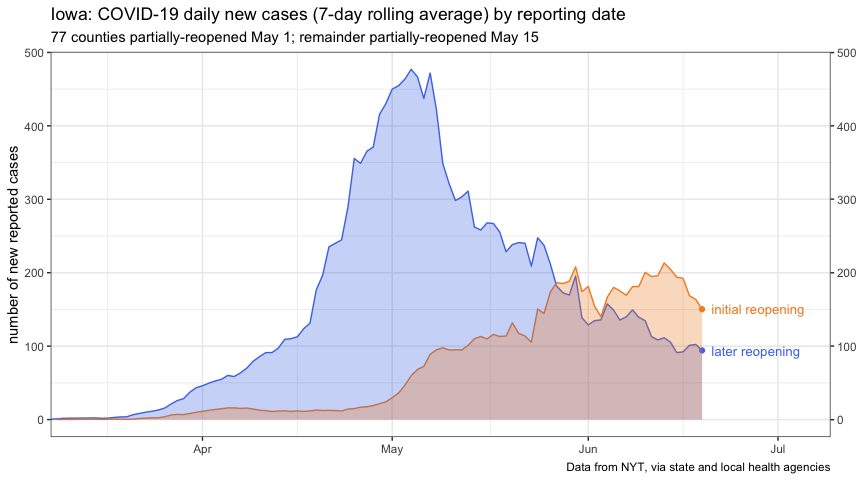 Iowa: COVID-19 daily new cases (7-day rolling average) by reporting date
77 counties partially-reopened May 1; remainder partially-reopened May 15
number of new reported cases
500
400
300
200
100
0
500
400
300
200
100
0
initial reopening
later reopening
Apr May Jun Jul
Data from NYT, via state and local health agencies